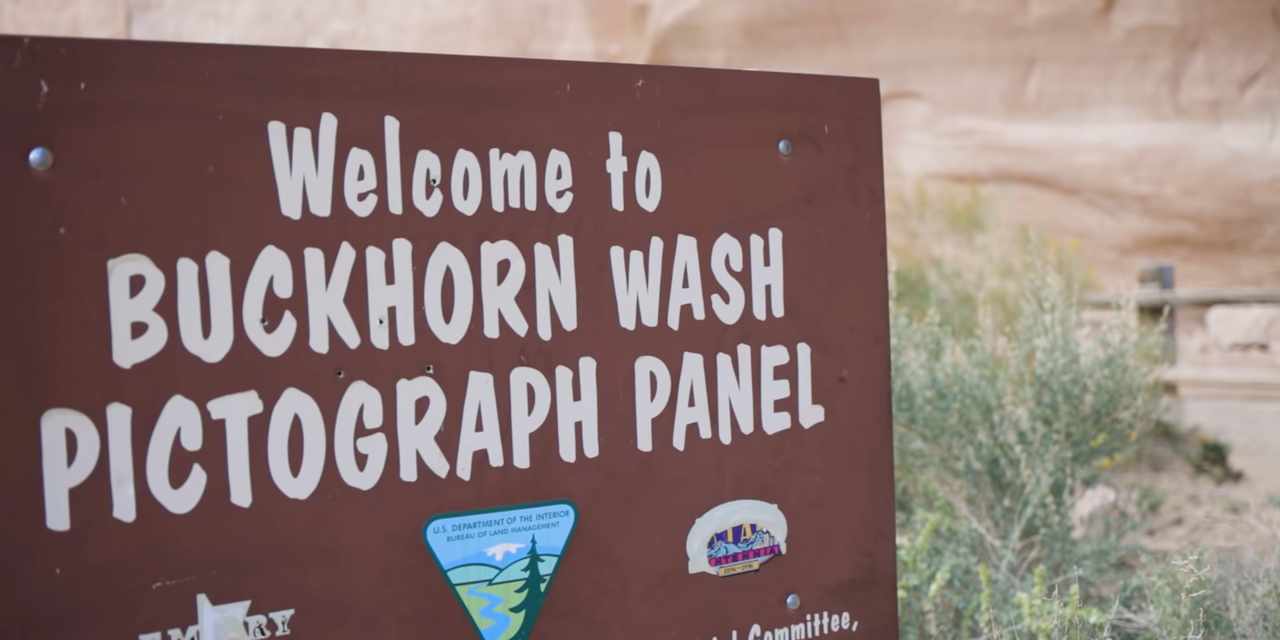 Welcome to
BUCKHORN WASH
PICTOGRAPH PANEL
U.S. DEPARTMENT OF THE INTERIOR
BUREAU OF LAND MANAGEMENT
Committee,